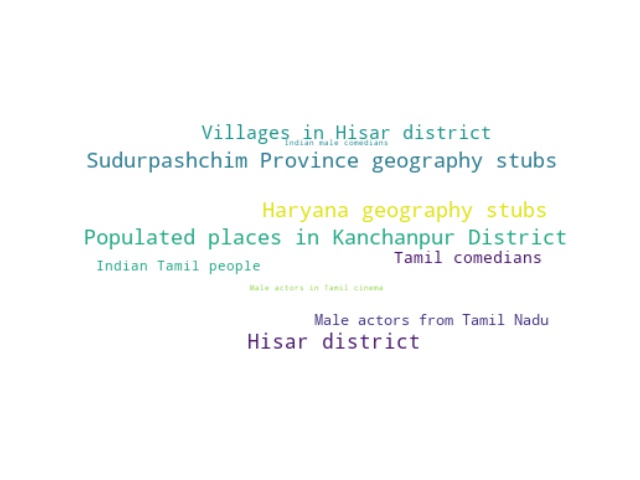 Villages in Hisar district
Indian male comedians
Sudurpashchim Province geography stubs
Haryana geography stubs
Populated places in Kanchanpur District
Tamil comedians
Indian Tamil people
Male actors in Tamil cinema
Male actors from Tamil Nadu
Hisar district